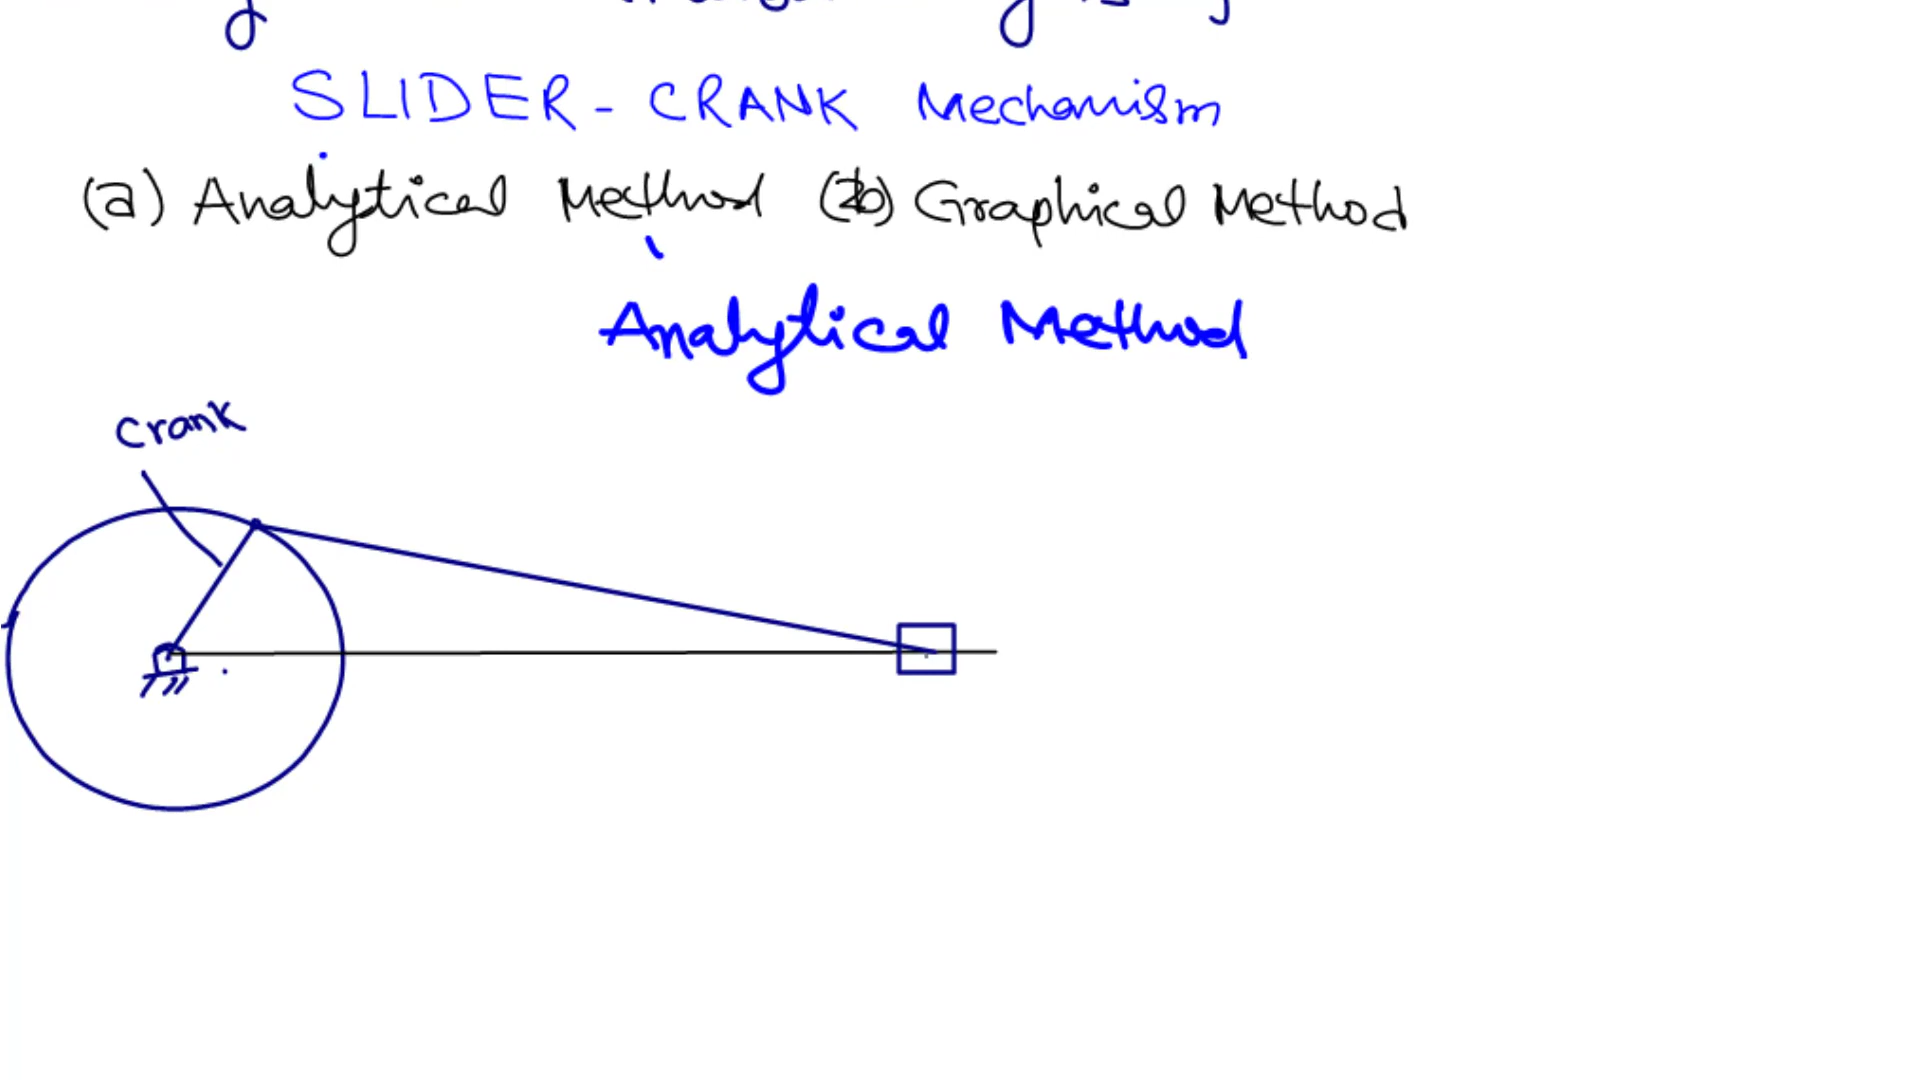 SLIDER - CRANK Mechanism
(a) Analytical Method (b) Graphical Method
Analytical Method
Crank